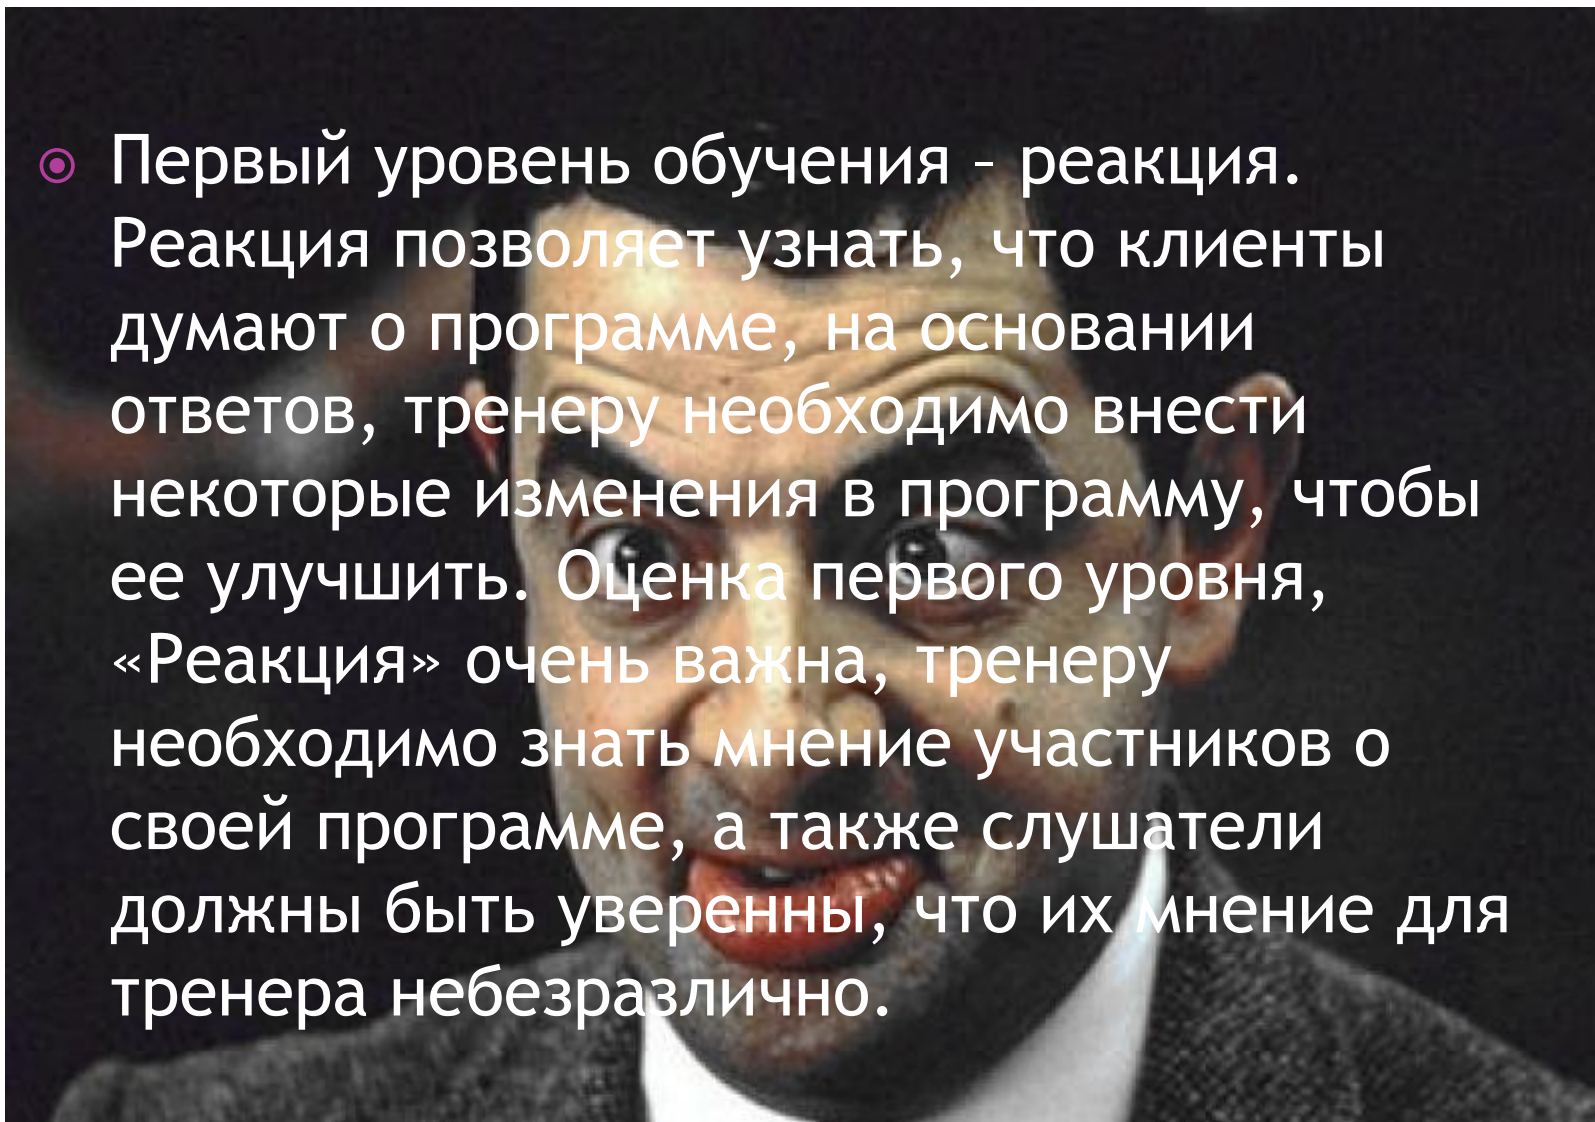 Первый уровень обучения – реакция.
Реакция позволяет узнать, что клиенты
думают о программе, на основании
ответов, тренеру необходимо внести
некоторые изменения в программу, чтобы
ее улучшить. Оценка первого уровня,
«Реакция» очень важна, тренеру
необходимо знать мнение участников о
своей программе, а также слушатели
должны быть уверенны, что их мнение для
тренера небезразлично.